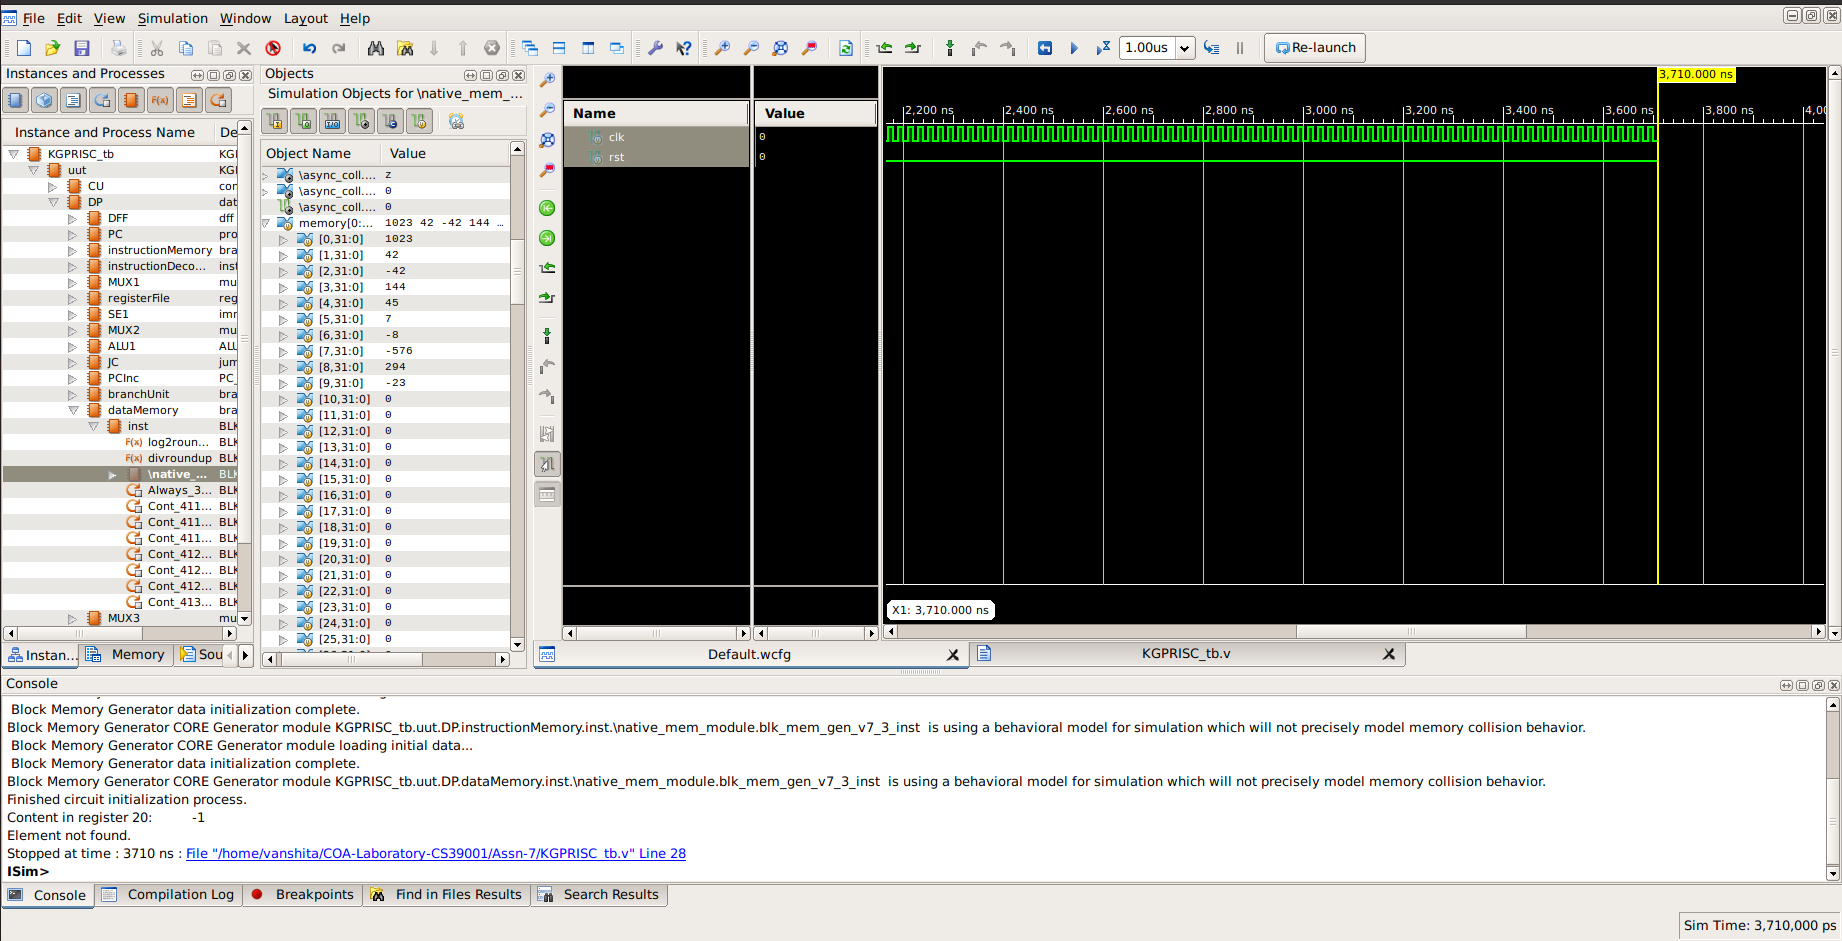 File Edit View Simulation Window Layout Help
1.00us Re-launch
Instances and Processes
Instance and Process Name De
KGPRISC_tb KGI
uut KGI
CU cor
DP dat
DFF dff
PC pro
instructionMemory bra
instructionDeco... inst
MUX1 mu
registerFile reg
SE1 imr
MUX2 mu
ALU1 ALL
JC jum
PCInc PC_
branchUnit bra
dataMemory bra
inst BLK
F(x) log2roun... BLK
F(x) divroundup BLK
\native_... BLK
Always_3... BLK
Cont_411... BLK
Cont_411... BLK
Cont_411... BLK
Cont_412... BLK
Cont_412... BLK
Cont_412... BLK
Cont_413... BLK
MUX3 mu
Instan... Memory Sou
Objects
Simulation Objects for \native_mem_...
Object Name Value
\async_coll.... z
\async_coll.... 0
\async_coll.... 0
memory[0:... 1023 42 -42 144 ...
[0,31:0] 1023
[1,31:0] 42
[2,31:0] -42
[3,31:0] 144
[4,31:0] 45
[5,31:0] 7
[6,31:0] -8
[7,31:0] -576
[8,31:0] 294
[9,31:0] -23
[10,31:0] 0
[11,31:0] 0
[12,31:0] 0
[13,31:0] 0
[14,31:0] 0
[15,31:0] 0
[16,31:0] 0
[17,31:0] 0
[18,31:0] 0
[19,31:0] 0
[20,31:0] 0
[21,31:0] 0
[22,31:0] 0
[23,31:0] 0
[24,31:0] 0
[25,31:0] 0
Name Value
clk 0
rst 0
3,710.000 ns
2,200 ns 2,400 ns 2,600 ns 2,800 ns 3,000 ns 3,200 ns 3,400 ns 3,600 ns 3,800 ns 4,00
X1: 3,710.000 ns
Default.wcfg KGPRISC_tb.v
Console
Block Memory Generator data initialization complete.
Block Memory Generator CORE Generator module KGPRISC_tb.uut.DP.instructionMemory.inst.\native_mem_module.blk_mem_gen_v7_3_inst is using a behavioral model for simulation which will not precisely model memory collision behavior.
Block Memory Generator CORE Generator module loading initial data...
Block Memory Generator data initialization complete.
Block Memory Generator CORE Generator module KGPRISC_tb.uut.DP.dataMemory.inst.\native_mem_module.blk_mem_gen_v7_3_inst is using a behavioral model for simulation which will not precisely model memory collision behavior.
Finished circuit initialization process.
Content in register 20: -1
Element not found.
Stopped at time : 3710 ns : File "/home/vanshita/COA-Laboratory-CS39001/Assn-7/KGPRISC_tb.v" Line 28
ISim>
Console Compilation Log Breakpoints Find in Files Results Search Results
Sim Time: 3,710,000 ps